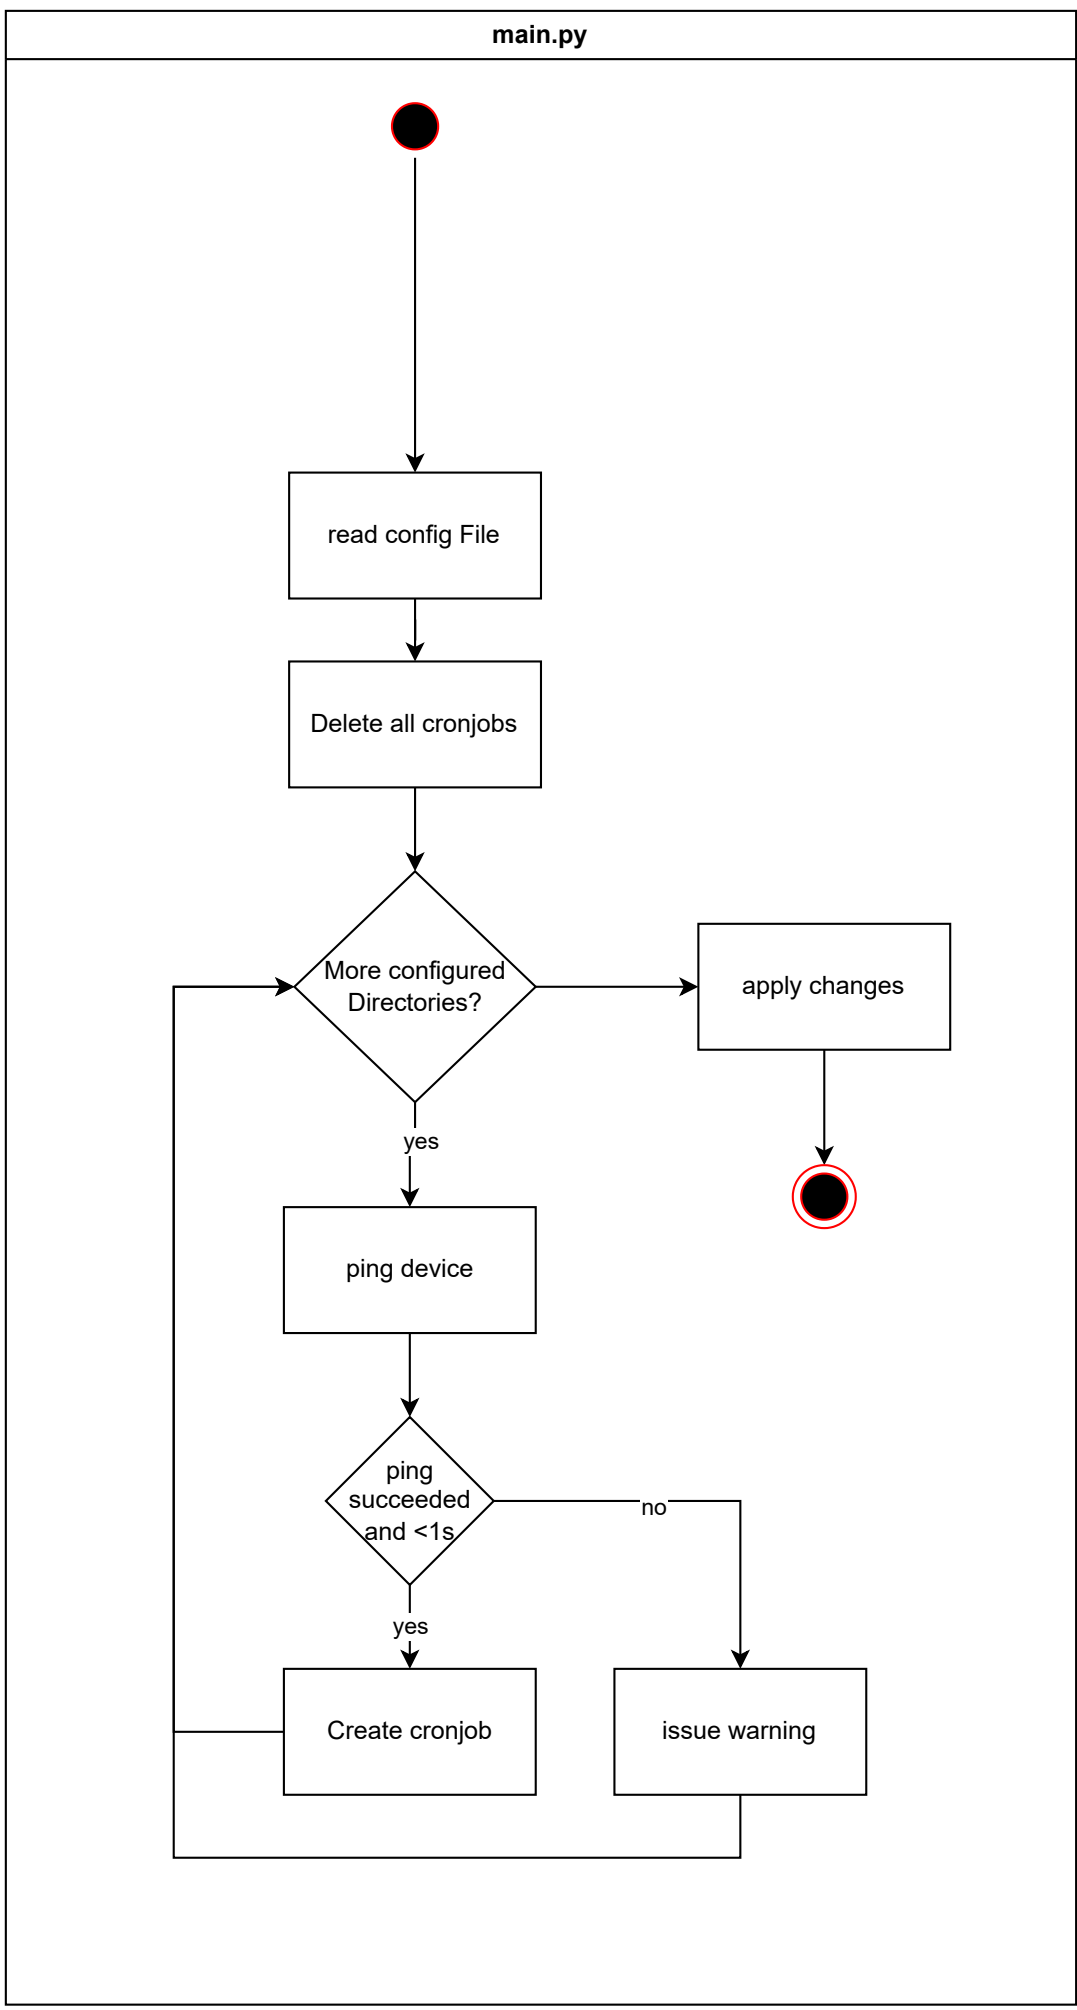 main.py
read config File
Delete all cronjobs
More configured
Directories?
apply changes
yes
ping device
ping
succeeded
and <1s
no
yes
Create cronjob
issue warning